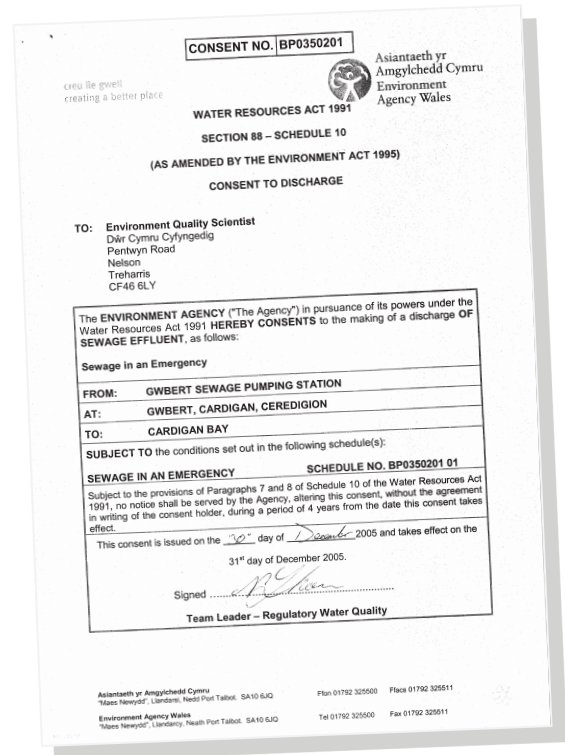 CONSENT NO. BP0350201
creu lle gwell
creating a better place
Asiantaeth yr
Amgylchedd Cymru
Environment
Agency Wales
WATER RESOURCES ACT 1991
SECTION 88 – SCHEDULE 10
(AS AMENDED BY THE ENVIRONMENT ACT 1995)
CONSENT TO DISCHARGE
TO: Environment Quality Scientist
Dŵr Cymru Cyfyngedig
Pentwyn Road
Nelson
Treharris
CF46 6LY
The ENVIRONMENT AGENCY ("The Agency") in pursuance of its powers under the
Water Resources Act 1991 HEREBY CONSENTS to the making of a discharge OF
SEWAGE EFFLUENT, as follows:
Sewage in an Emergency
FROM: GWBERT SEWAGE PUMPING STATION
AT: GWBERT, CARDIGAN, CEREDIGION
TO: CARDIGAN BAY
SUBJECT TO the conditions set out in the following schedule(s):
SEWAGE IN AN EMERGENCY SCHEDULE NO. BP0350201 01
Subject to the provisions of Paragraphs 7 and 8 of Schedule 10 of the Water Resources Act
1991, no notice shall be served by the Agency, altering this consent, without the agreement
in writing of the consent holder, during a period of 4 years from the date this consent takes
effect.
This consent is issued on the 30th day of December 2005 and takes effect on the
31st day of December 2005.
Signed
Team Leader – Regulatory Water Quality
Asiantaeth yr Amgylchedd Cymru
"Maes Newydd", Llandarsi, Nedd Port Talbot. SA10 6JQ Ffon 01792 325500 Ffacs 01792 325511
Environment Agency Wales
"Maes Newydd", Llandarcy, Neath Port Talbot. SA10 6JQ Tel 01792 325500 Fax 01792 325511